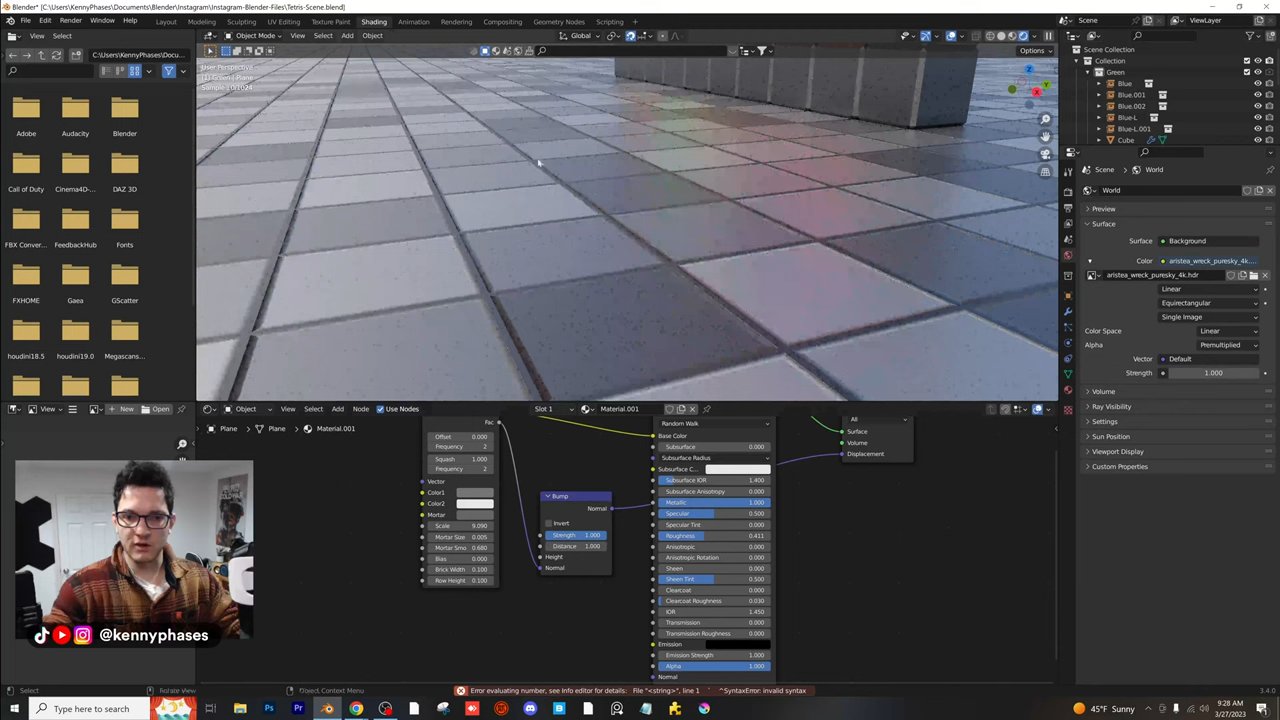 Blender* [C:\Users\KennyPhases\Documents\Blender\Instagram\Instagram-Blender-Files\Tetris-Scene.blend]
File Edit Render Window Help Layout Modeling Sculpting UV Editing Texture Paint Shading Animation Rendering Compositing Geometry Nodes Scripting + Scene ViewLayer
View Select Object Mode View Select Add Object Global
C:\Users\KennyPhases\Docu...
Options
User Perspective
(1) Green | Plane
Sample 10/1024
Adobe Audacity Blender
Call of Duty Cinema4D-... DAZ 3D
FBX Conver... FeedbackHub Fonts
FXHOME Gaea GScatter
houdini18.5 houdini19.0 Megascans...
Scene Collection
Collection
Green
Blue
Blue.001
Blue.002
Blue-L
Blue-L.001
Cube
Scene World
World
Preview
Surface
Surface Background
Color aristea_wreck_puresky_4k....
aristea_wreck_puresky_4k.hdr
Linear
Equirectangular
Single Image
Color Space Linear
Alpha Premultiplied
Vector Default
Strength 1.000
Volume
Ray Visibility
Settings
Sun Position
Viewport Display
Custom Properties
View New Open Object View Select Add Node Use Nodes Slot 1 Material.001
Plane Plane Material.001
Fac
Offset 0.000
Frequency 2
Squash 1.000
Frequency 2
Vector
Color1
Color2
Mortar
Scale 9.090
Mortar Size 0.005
Mortar Smo 0.680
Bias 0.000
Brick Width 0.100
Row Height 0.100
Bump
Normal
Invert
Strength 1.000
Distance 1.000
Height
Normal
Random Walk
Base Color
Subsurface 0.000
Subsurface Radius
Subsurface C...
Subsurface IOR 1.400
Subsurface Anisotropy 0.000
Metallic 1.000
Specular 0.500
Specular Tint 0.000
Roughness 0.411
Anisotropic 0.000
Anisotropic Rotation 0.000
Sheen 0.000
Sheen Tint 0.500
Clearcoat 0.000
Clearcoat Roughness 0.030
IOR 1.450
Transmission 0.000
Transmission Roughness 0.000
Emission
Emission Strength 1.000
Alpha 1.000
Normal
All
Surface
Volume
Displacement
@kennyphases
Select Rotate View Object Context Menu Error evaluating number, see Info editor for details: File "<string>", line 1 ^SyntaxError: invalid syntax 3.4.0
Type here to search 45°F Sunny 9:28 AM
3/27/2023